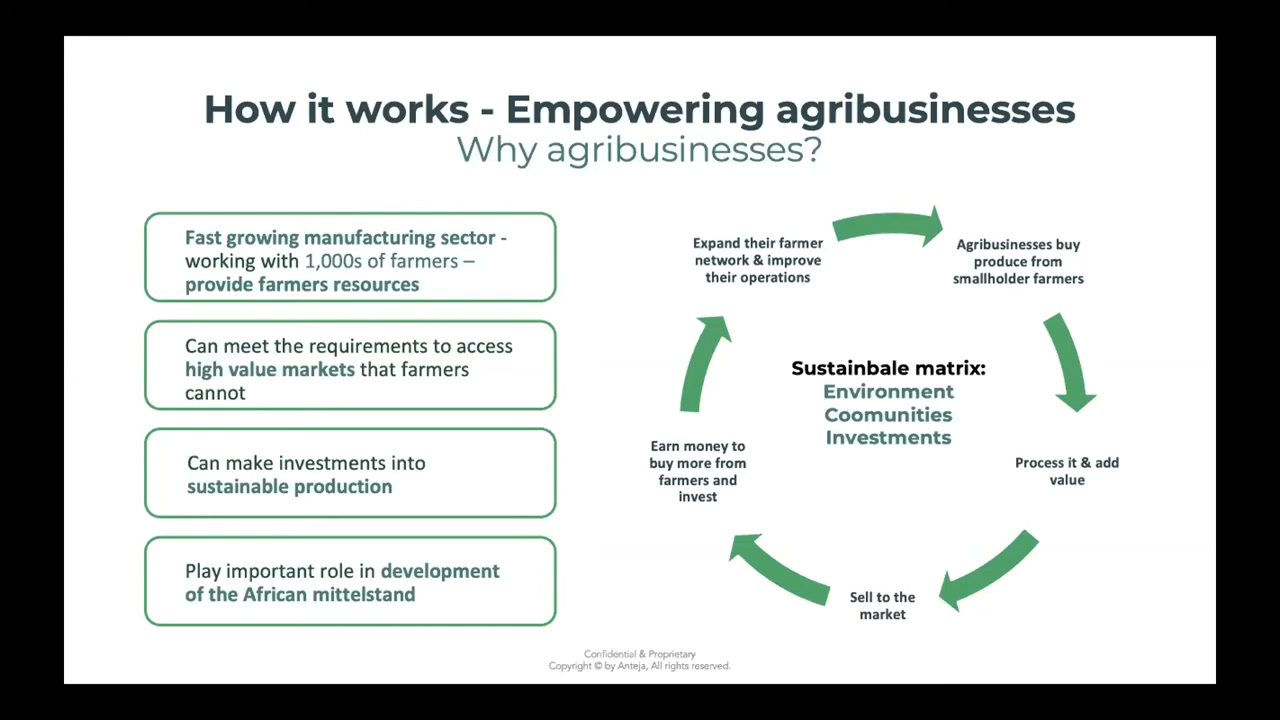 How it works - Empowering agribusinesses
Why agribusinesses?
Fast growing manufacturing sector -
working with 1,000s of farmers –
provide farmers resources
Can meet the requirements to access
high value markets that farmers
cannot
Can make investments into
sustainable production
Play important role in development
of the African mittelstand
Expand their farmer
network & improve
their operations
Agribusinesses buy
produce from
smallholder farmers
Sustainbale matrix:
Environment
Coomunities
Investments
Earn money to
buy more from
farmers and
invest
Process it & add
value
Sell to the
market
Confidential & Proprietary
Copyright © by Anteja, All rights reserved.